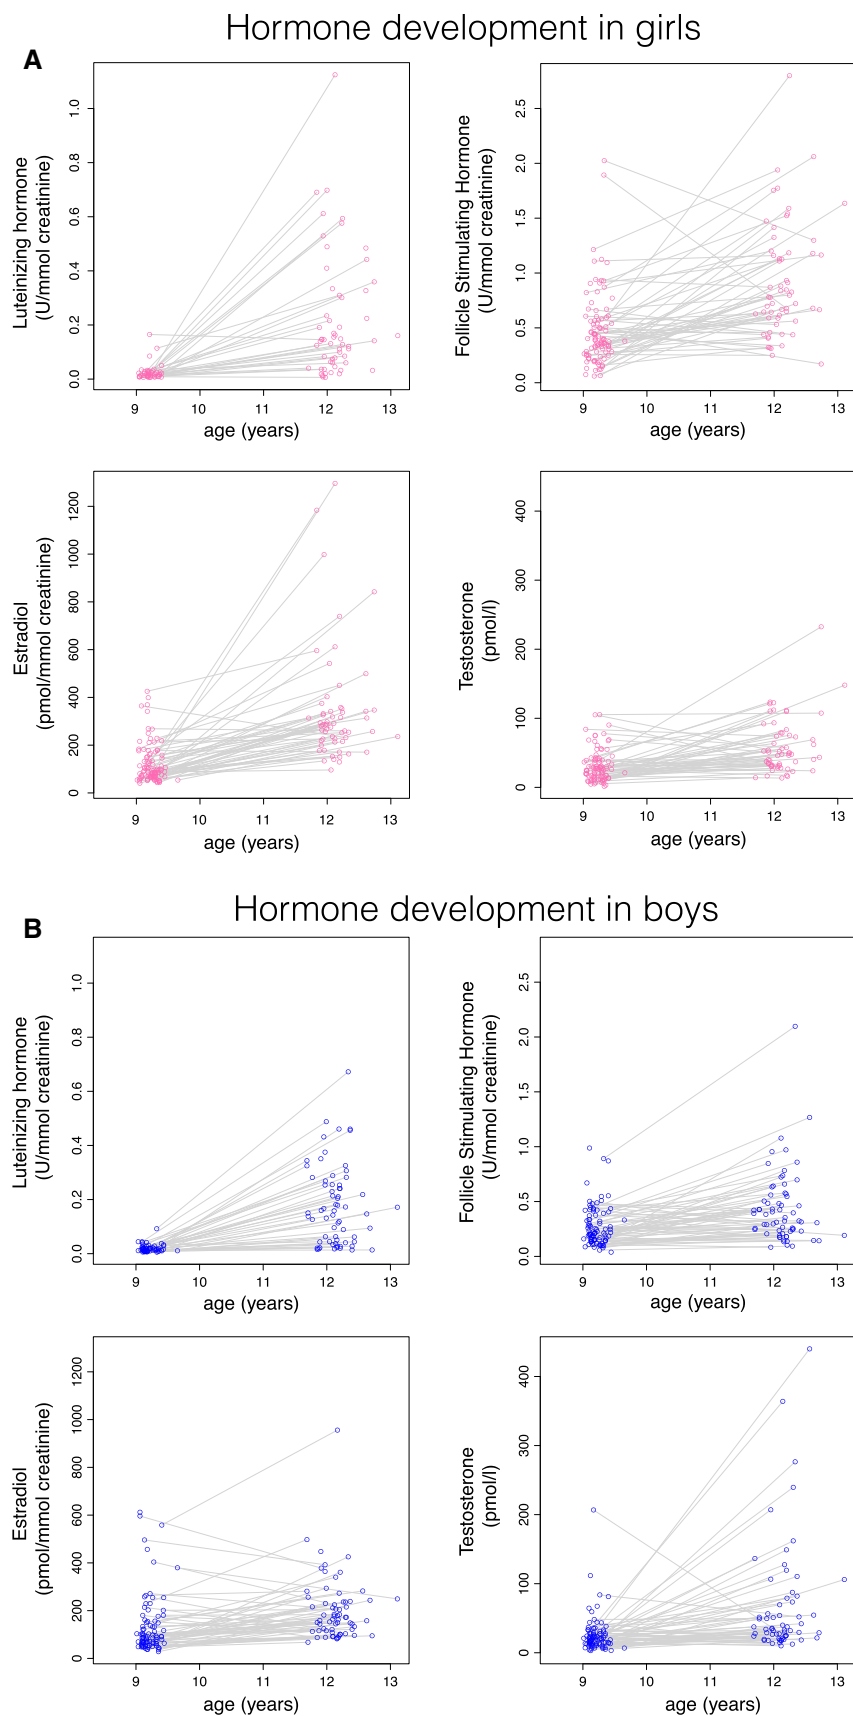 Hormone development in girls
A
Luteinizing hormone
(U/mmol creatinine)
0.0 0.2 0.4 0.6 0.8 1.0
9 10 11 12 13
age (years)
Follicle Stimulating Hormone
(U/mmol creatinine)
0.0 0.5 1.0 1.5 2.0 2.5
9 10 11 12 13
age (years)
Estradiol
(pmol/mmol creatinine)
0 200 400 600 800 1000 1200
9 10 11 12 13
age (years)
Testosterone
(pmol/l)
0 100 200 300 400
9 10 11 12 13
age (years)
Hormone development in boys
B
Luteinizing hormone
(U/mmol creatinine)
0.0 0.2 0.4 0.6 0.8 1.0
9 10 11 12 13
age (years)
Follicle Stimulating Hormone
(U/mmol creatinine)
0.0 0.5 1.0 1.5 2.0 2.5
9 10 11 12 13
age (years)
Estradiol
(pmol/mmol creatinine)
0 200 400 600 800 1000 1200
9 10 11 12 13
age (years)
Testosterone
(pmol/l)
0 100 200 300 400
9 10 11 12 13
age (years)